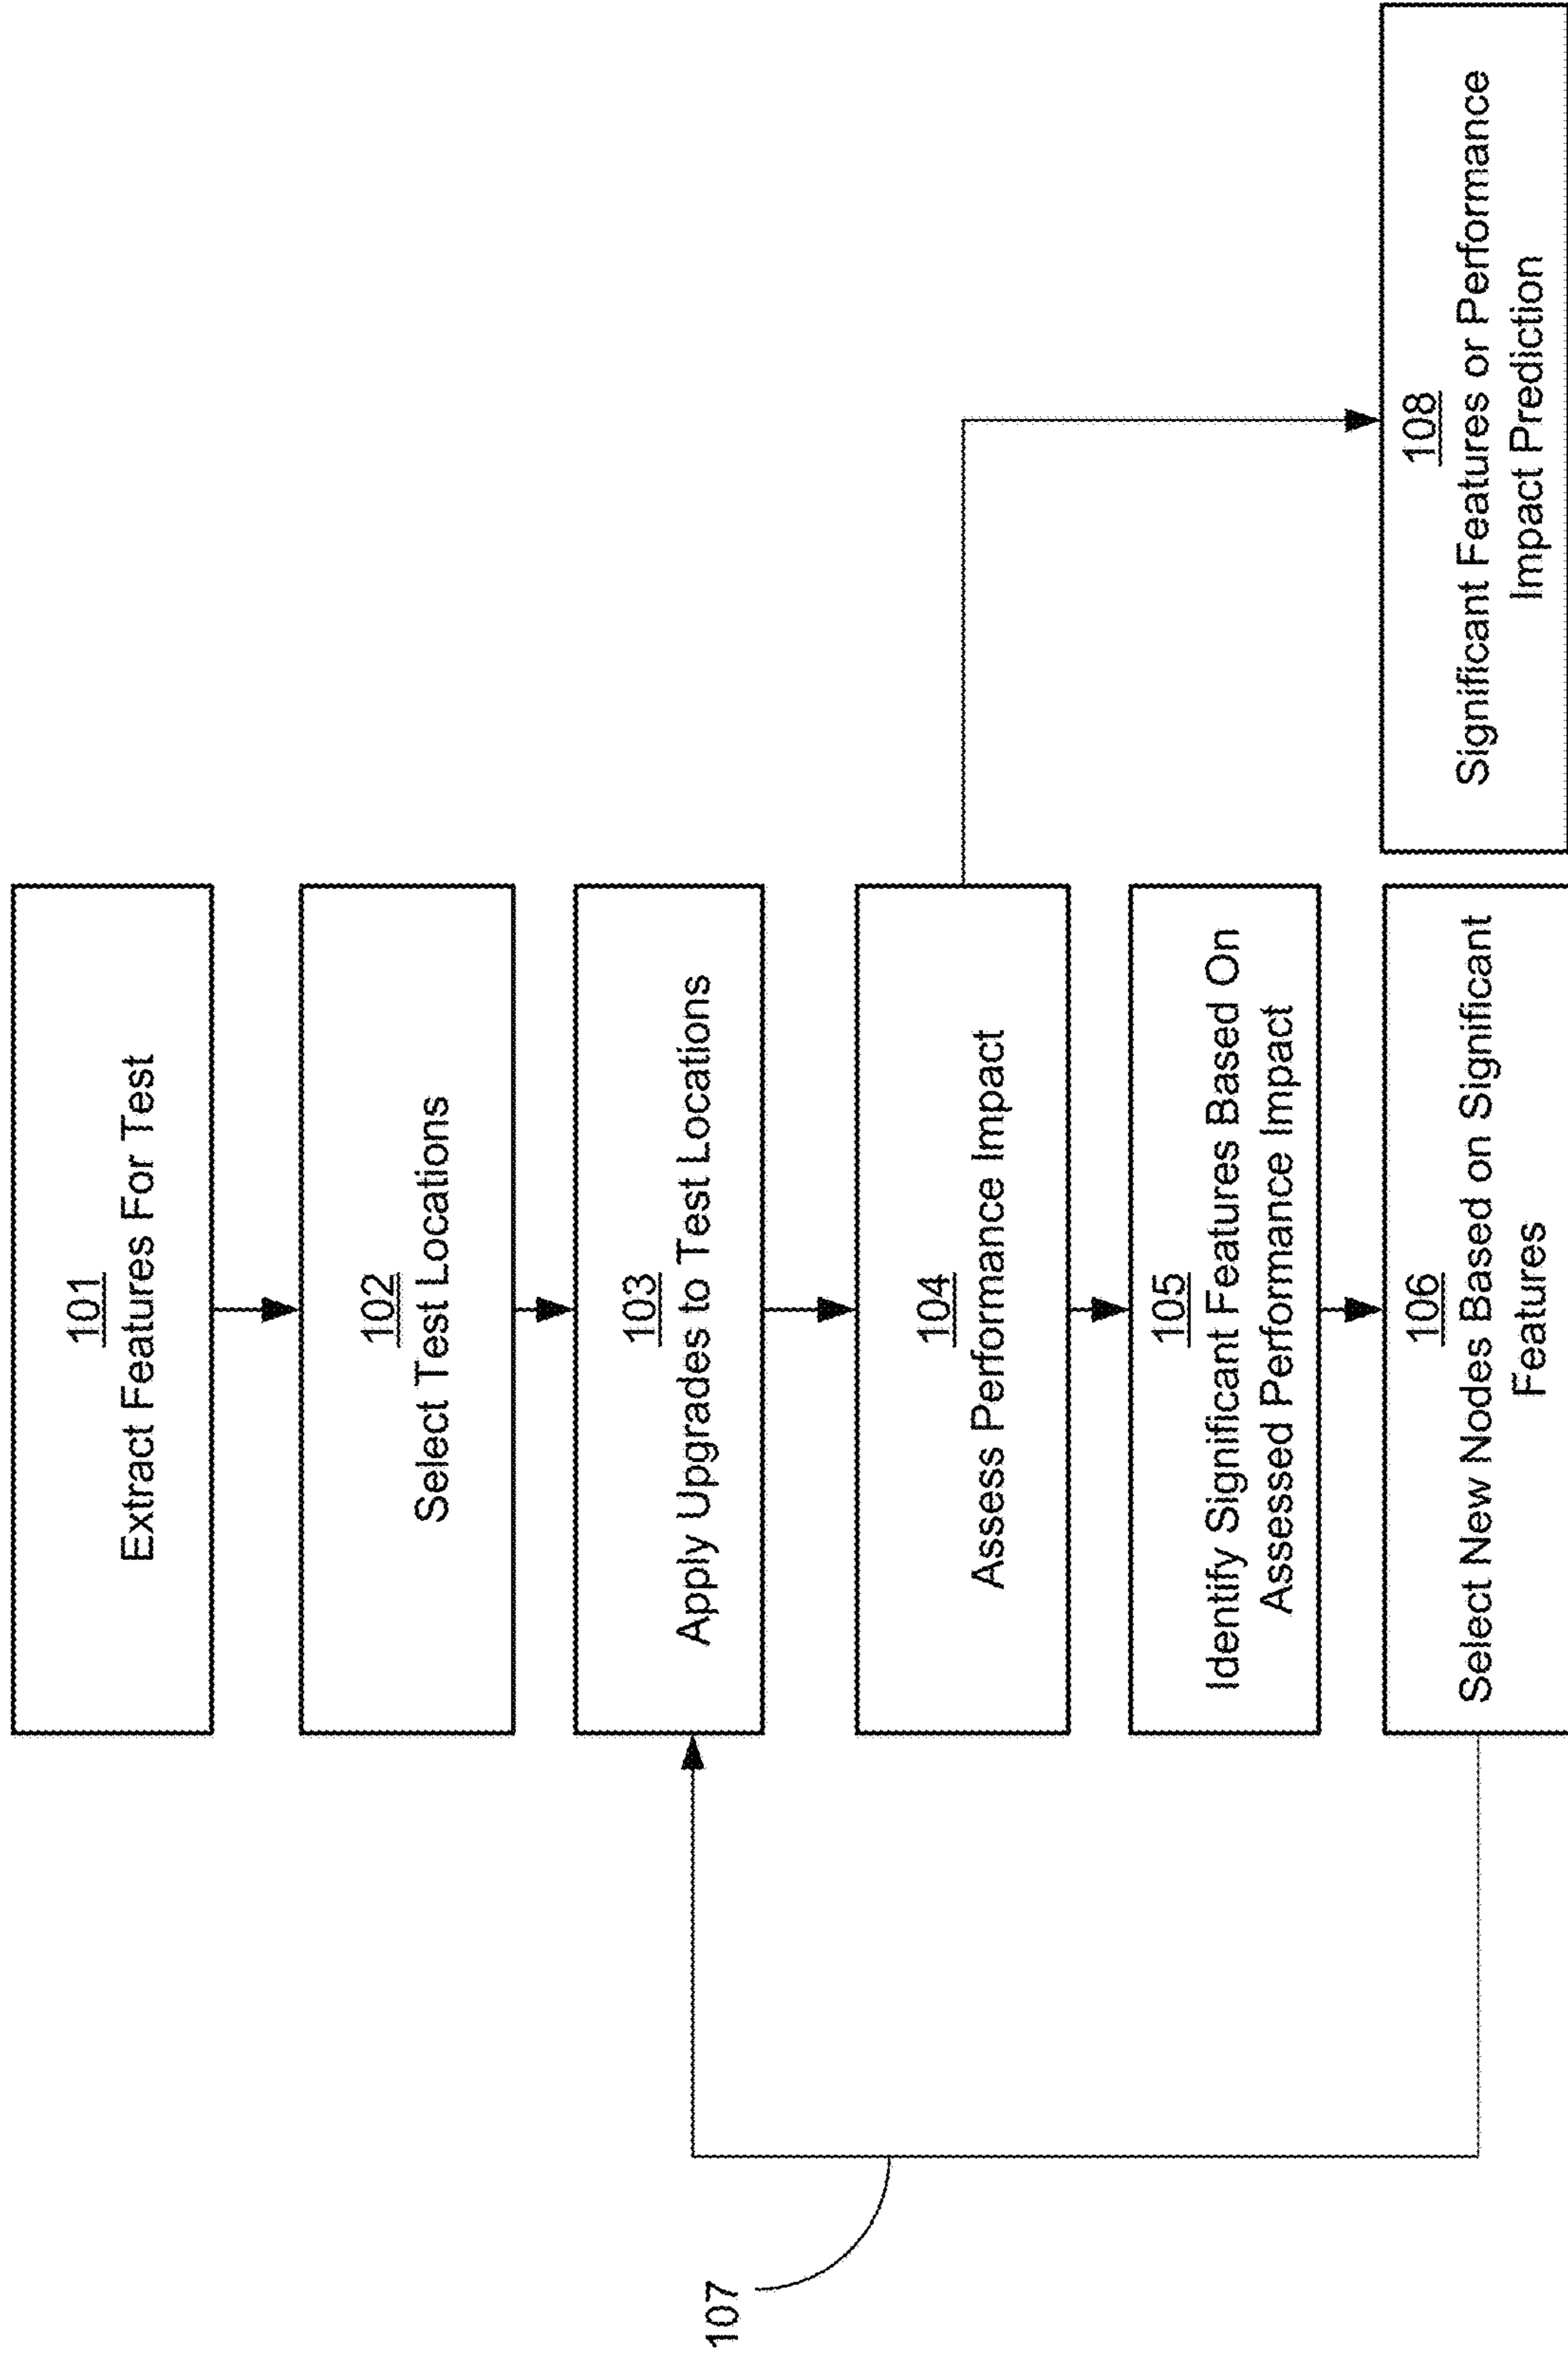 101
Extract Features For Test
102
Select Test Locations
103
Apply Upgrades to Test Locations
104
Assess Performance Impact
105
Identify Significant Features Based On
Assessed Performance Impact
106
Select New Nodes Based on Significant
Features
107
108
Significant Features or Performance
Impact Prediction